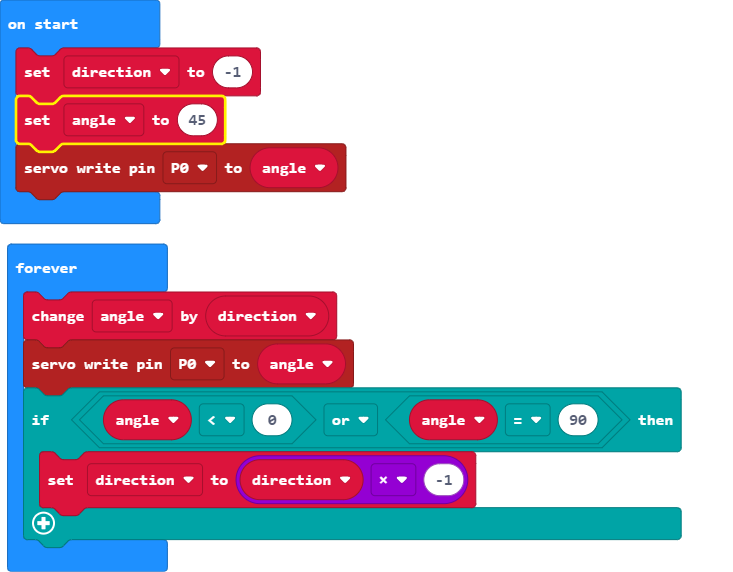 on start
set direction to -1
set angle to 45
servo write pin P0 to angle
forever
change angle by direction
servo write pin P0 to angle
if angle < 0 or angle = 90 then
set direction to direction × -1